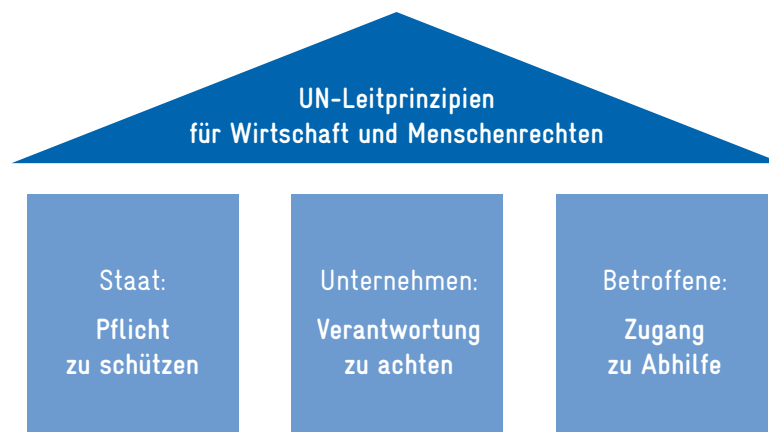 UN-Leitprinzipien
für Wirtschaft und Menschenrechten
Staat:
Pflicht
zu schützen
Unternehmen:
Verantwortung
zu achten
Betroffene:
Zugang
zu Abhilfe